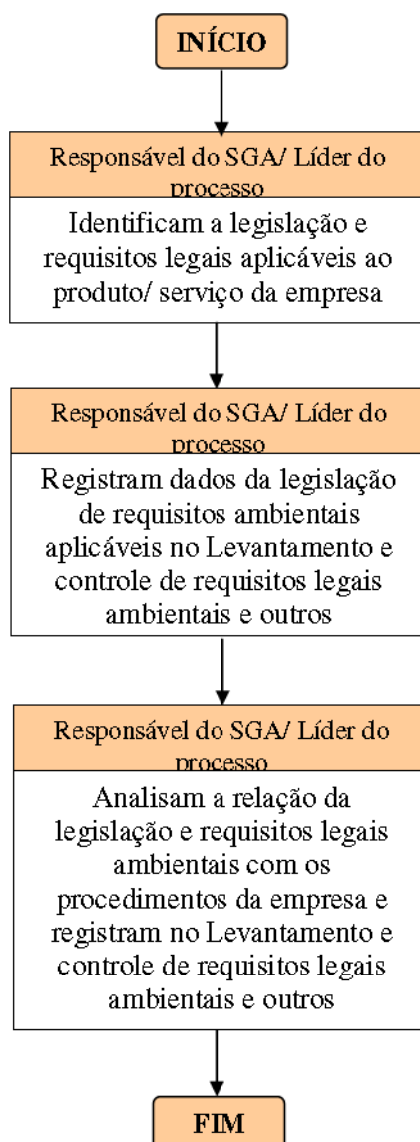 INÍCIO
Responsável do SGA/ Líder do
processo
Identificam a legislação e
requisitos legais aplicáveis ao
produto/ serviço da empresa
Responsável do SGA/ Líder do
processo
Registram dados da legislação
de requisitos ambientais
aplicáveis no Levantamento e
controle de requisitos legais
ambientais e outros
Responsável do SGA/ Líder do
processo
Analisam a relação da
legislação e requisitos legais
ambientais com os
procedimentos da empresa e
registram no Levantamento e
controle de requisitos legais
ambientais e outros
FIM